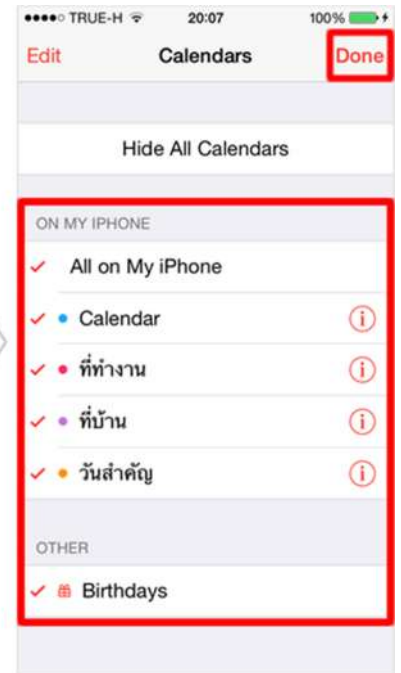 TRUE-H 20:07 100%
Edit Calendars Done
Hide All Calendars
ON MY IPHONE
All on My iPhone
Calendar
ที่ทำงาน
ที่บ้าน
วันสำคัญ
OTHER
Birthdays